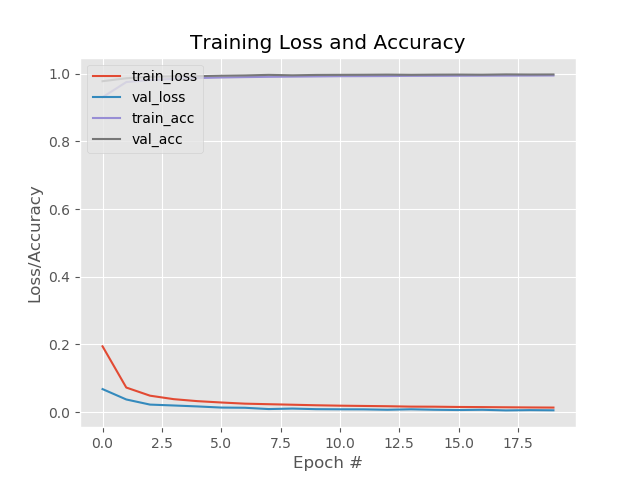 Training Loss and Accuracy
train_loss
val_loss
train_acc
val_acc
1.0
0.8
0.6
0.4
0.2
0.0
Loss/Accuracy
0.0 2.5 5.0 7.5 10.0 12.5 15.0 17.5
Epoch #